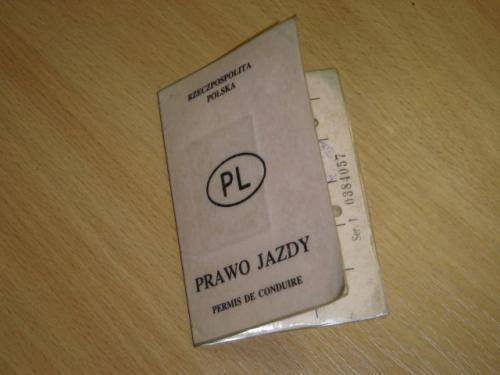 RZECZPOSPOLITA
POLSKA
PL
PRAWO JAZDY
PERMIS DE CONDUIRE
Ser. I 0384057